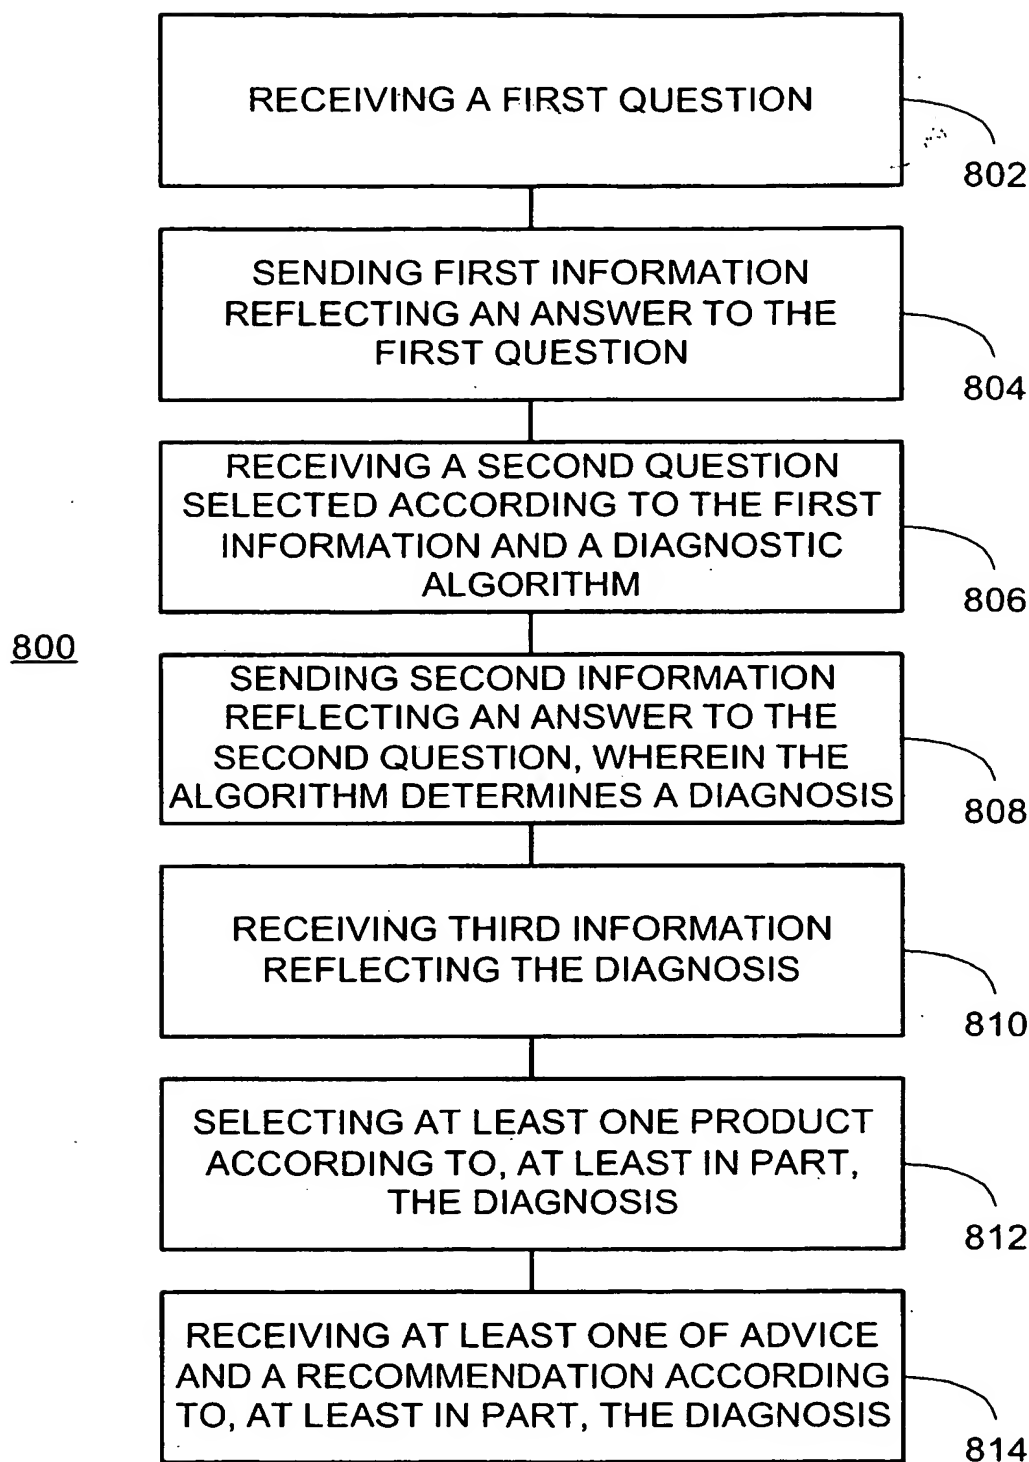 RECEIVING A FIRST QUESTION
802
SENDING FIRST INFORMATION
REFLECTING AN ANSWER TO THE
FIRST QUESTION
804
RECEIVING A SECOND QUESTION
SELECTED ACCORDING TO THE FIRST
INFORMATION AND A DIAGNOSTIC
ALGORITHM
806
800
SENDING SECOND INFORMATION
REFLECTING AN ANSWER TO THE
SECOND QUESTION, WHEREIN THE
ALGORITHM DETERMINES A DIAGNOSIS
808
RECEIVING THIRD INFORMATION
REFLECTING THE DIAGNOSIS
810
SELECTING AT LEAST ONE PRODUCT
ACCORDING TO, AT LEAST IN PART,
THE DIAGNOSIS
812
RECEIVING AT LEAST ONE OF ADVICE
AND A RECOMMENDATION ACCORDING
TO, AT LEAST IN PART, THE DIAGNOSIS
814